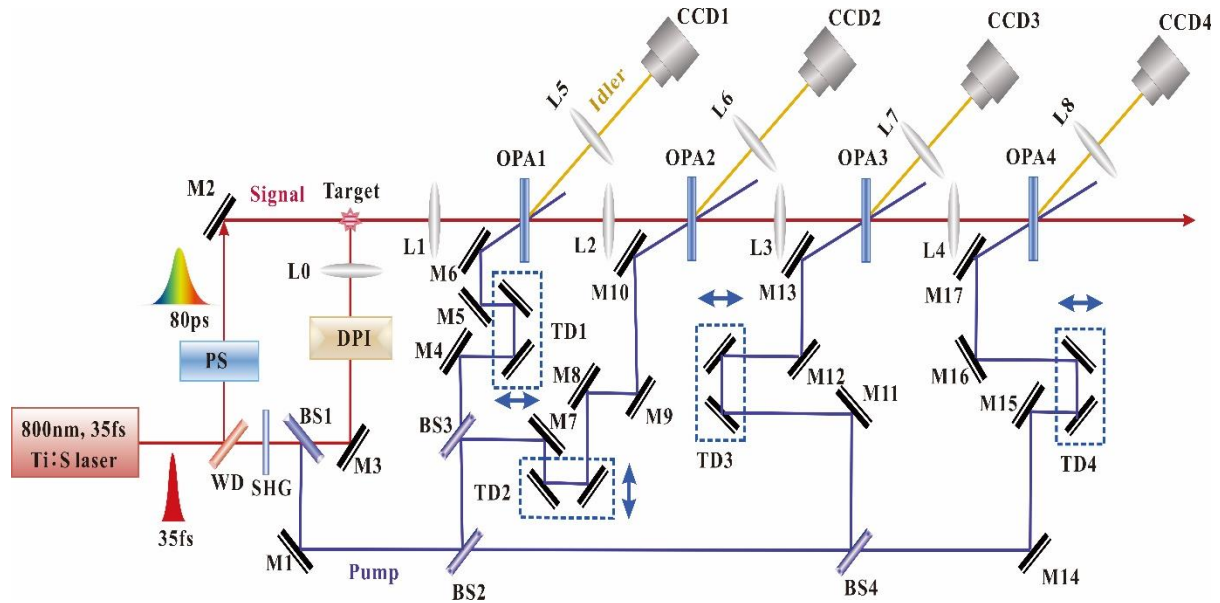 CCD1
CCD2
CCD3
CCD4
L5
Idler
L6
L7
L8
OPA1
OPA2
OPA3
OPA4
M2
Signal
Target
L1
L2
L3
L4
L0
M6
M10
M13
M17
80ps
PS
DPI
M5
TD1
M4
M8
M12
M11
M16
M15
M9
M7
BS1
BS3
800nm, 35fs
Ti:S laser
WD
SHG
M3
TD2
TD3
TD4
35fs
M1
Pump
BS2
BS4
M14